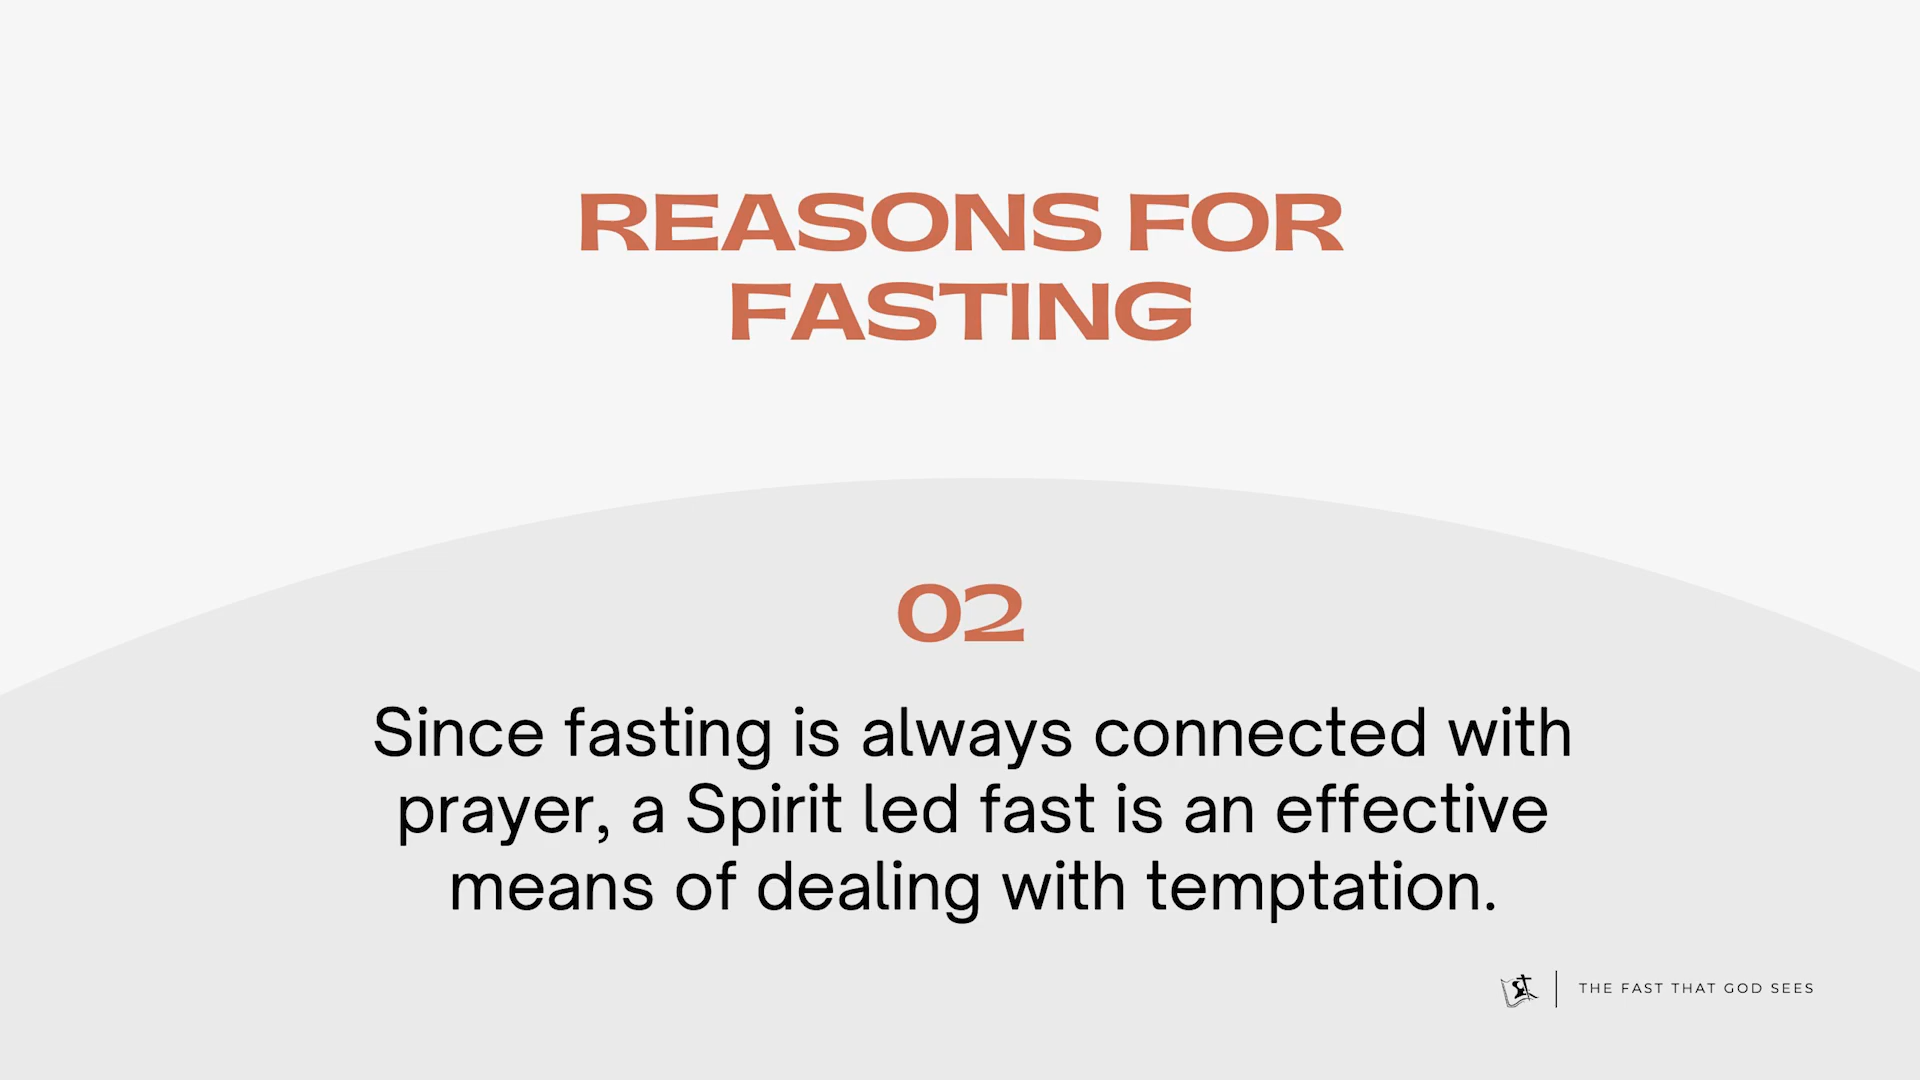 REASONS FOR
FASTING
02
Since fasting is always connected with
prayer, a Spirit led fast is an effective
means of dealing with temptation.
THE FAST THAT GOD SEES